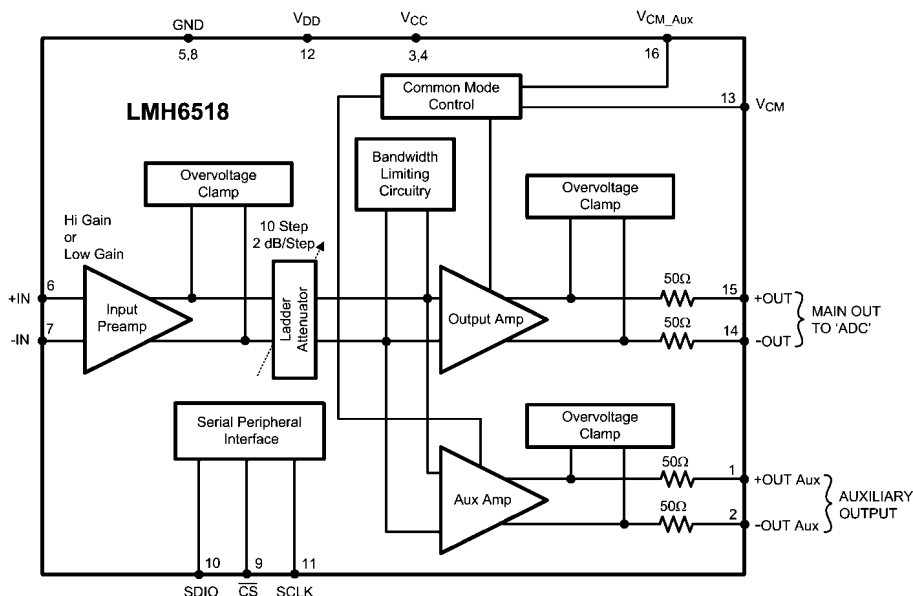 GND
VDD
VCC
VCM_Aux
5,8
12
3,4
16
LMH6518
Common Mode
Control
13
VCM
Overvoltage
Clamp
Bandwidth
Limiting
Circuitry
Overvoltage
Clamp
Hi Gain
or
Low Gain
10 Step
2 dB/Step
+IN
6
-IN
7
Input
Preamp
Ladder
Attenuator
Output Amp
50Ω
15
+OUT
50Ω
14
-OUT
MAIN OUT
TO ‘ADC’
Serial Peripheral
Interface
Overvoltage
Clamp
Aux Amp
50Ω
1
+OUT Aux
50Ω
2
-OUT Aux
AUXILIARY
OUTPUT
10
9
11
SDIO
CS
SCLK